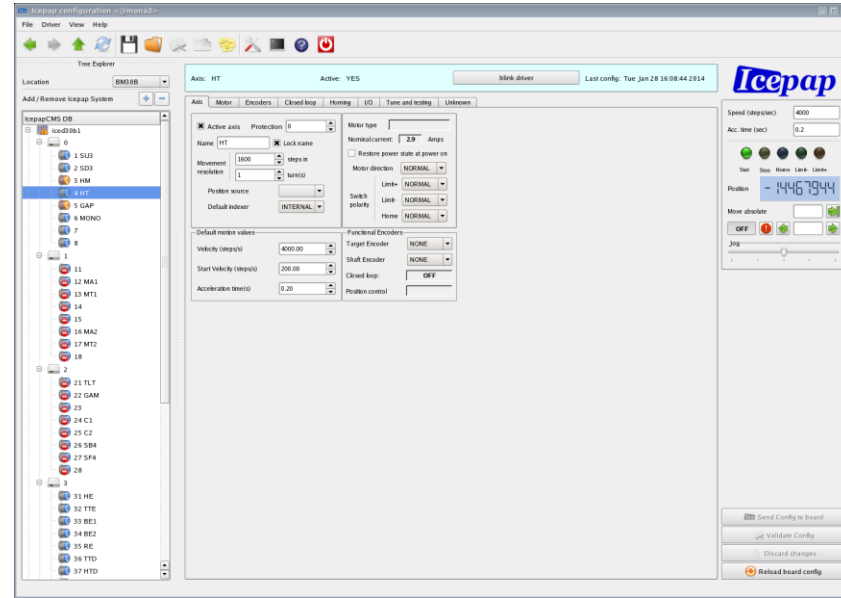 Icepap configuration <@mona2>
File Driver View Help
Tree Explorer
Location BM30B
Add / Remove Icepap System
IcepapCMS DB
iced30b1
0
1 SU3
2 SD3
3 HM
4 HT
5 GAP
6 MONO
7
8
1
11
12 MA1
13 MT1
14
15
16 MA2
17 MT2
18
2
21 TLT
22 GAM
23
24 C1
25 C2
26 SB4
27 SF4
28
3
31 HE
32 TTE
33 BE1
34 BE2
35 RE
36 TTD
37 HTD
Axis: HT Active: YES blink driver Last config: Tue Jan 28 16:08:44 2014
Axis Motor Encoders Closed loop Homing I/O Tune and testing Unknown
Active axis Protection 0
Name HT Lock name
Movement resolution 1600 steps in
1 turn(s)
Position source
Default indexer INTERNAL
Motor type
Nominal current: 2.9 Amps
Restore power state at power on
Motor direction NORMAL
Switch polarity
Limit+ NORMAL
Limit- NORMAL
Home NORMAL
Default motion values
Velocity (steps/s) 4000.00
Start Velocity (steps/s) 200.00
Acceleration time(s) 0.20
Functional Encoders
Target Encoder NONE
Shaft Encoder NONE
Closed loop: OFF
Position control
Icepap
Speed (steps/sec) 4000
Acc. time (sec) 0.2
Stat Stop Home Limit- Limit+
Position -14467944
Move absolute
OFF
Jog
Send Config to board
Validate Config
Discard changes
Reload board config